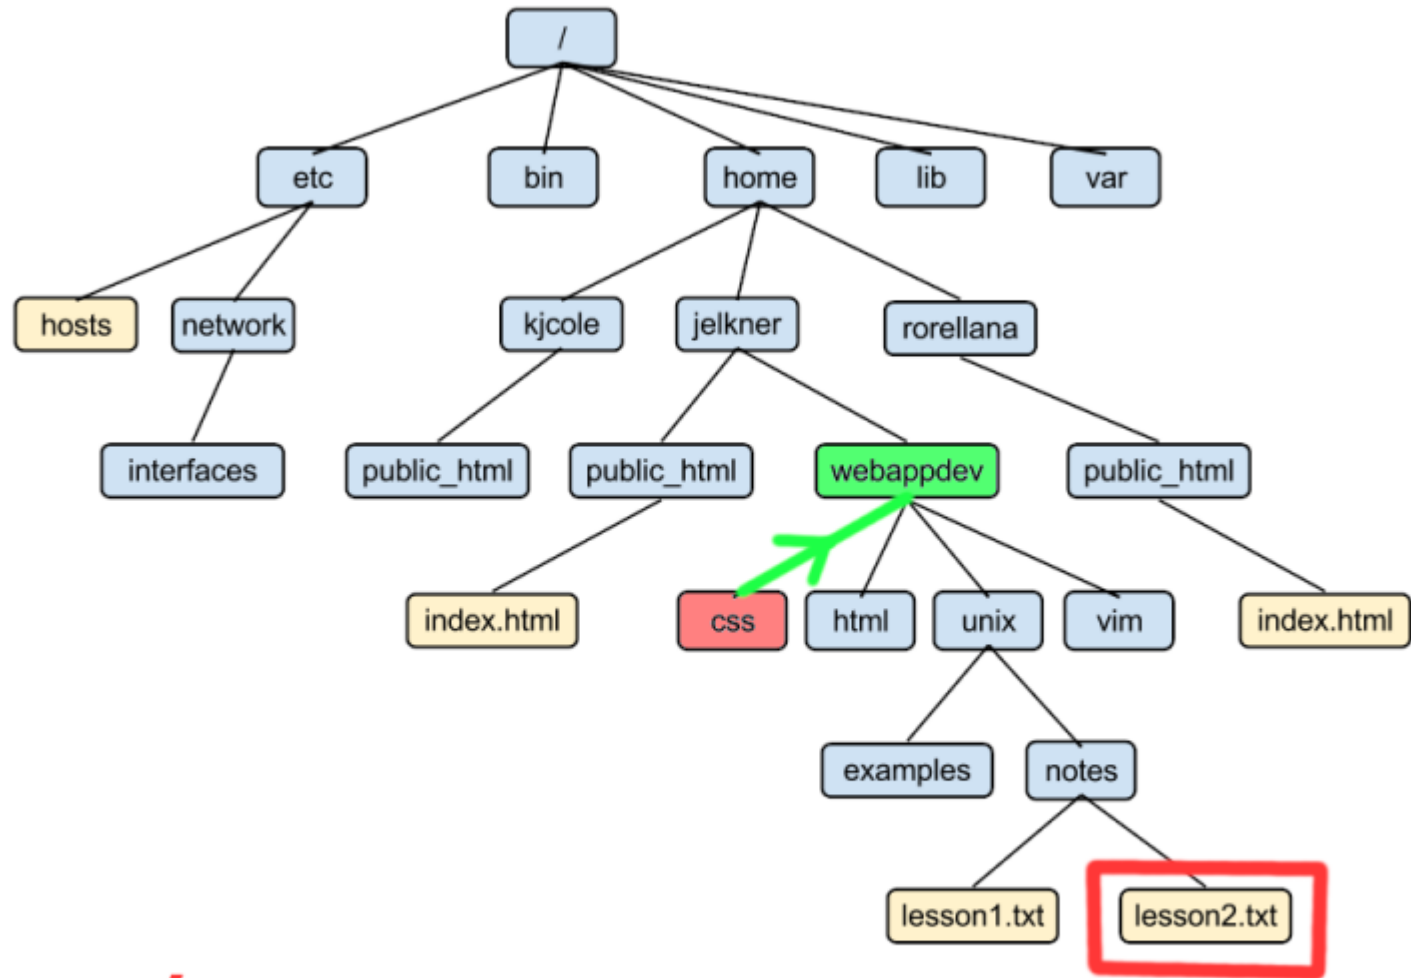 /
etc bin home lib var
hosts network kjcole jelkner rorellana
interfaces public_html public_html webappdev public_html
index.html css html unix vim index.html
examples notes
lesson1.txt lesson2.txt